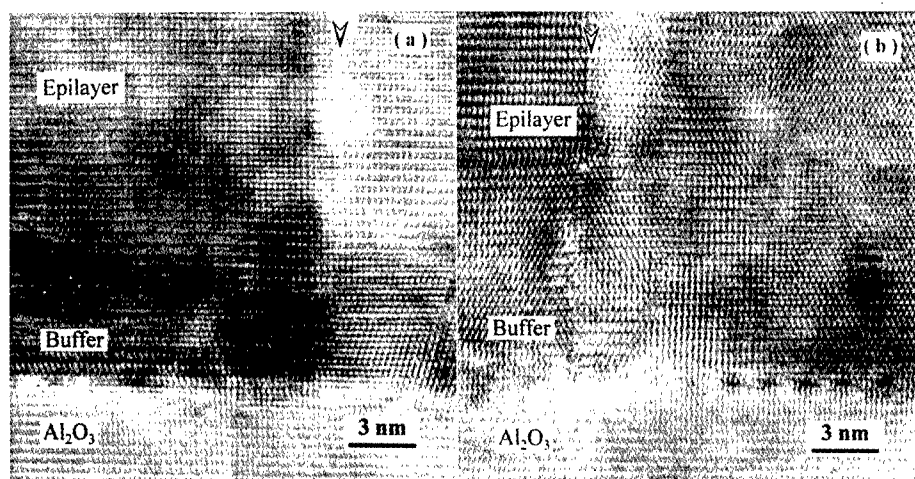 ( a )
Epilayer
Buffer
Al₂O₃
3 nm
( b )
Epilayer
Buffer
Al₂O₃
3 nm